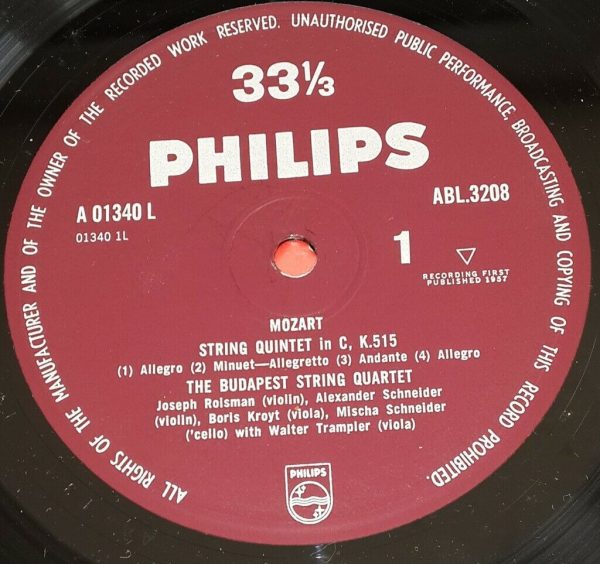 ALL RIGHTS OF THE MANUFACTURER AND OF THE OWNER OF THE RECORDED WORK RESERVED. UNAUTHORISED PUBLIC PERFORMANCE, BROADCASTING AND COPYING OF THIS RECORD PROHIBITED.
33⅓
PHILIPS
A 01340 L
ABL.3208
01340 1L
1
RECORDING FIRST
PUBLISHED 1957
MOZART
STRING QUINTET in C, K.515
(1) Allegro (2) Minuet—Allegretto (3) Andante (4) Allegro
THE BUDAPEST STRING QUARTET
Joseph Roisman (violin), Alexander Schneider
(violin), Boris Kroyt (viola), Mischa Schneider
('cello) with Walter Trampler (viola)
PHILIPS